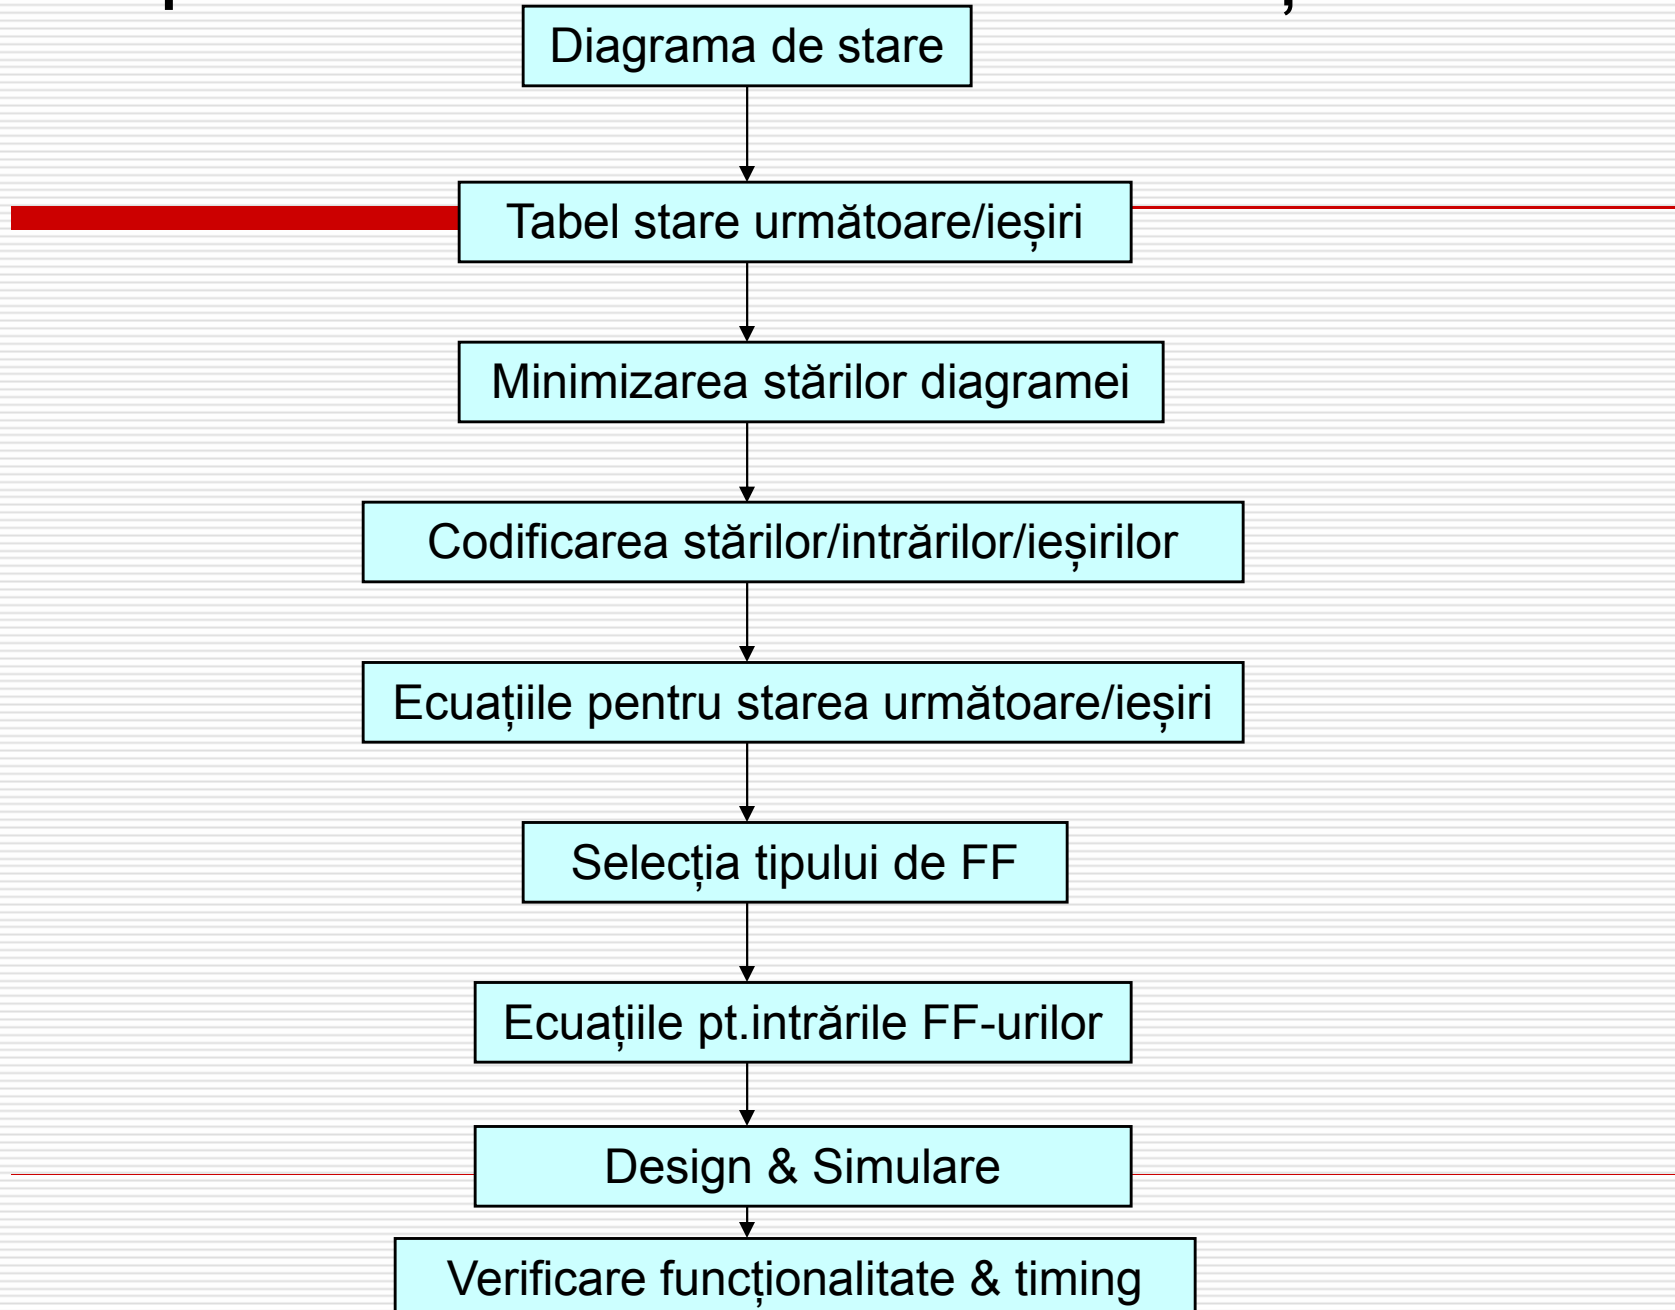 Diagrama de stare
Tabel stare următoare/ieșiri
Minimizarea stărilor diagramei
Codificarea stărilor/intrărilor/ieșirilor
Ecuațiile pentru starea următoare/ieșiri
Selecția tipului de FF
Ecuațiile pt.intrările FF-urilor
Design & Simulare
Verificare funcționalitate & timing